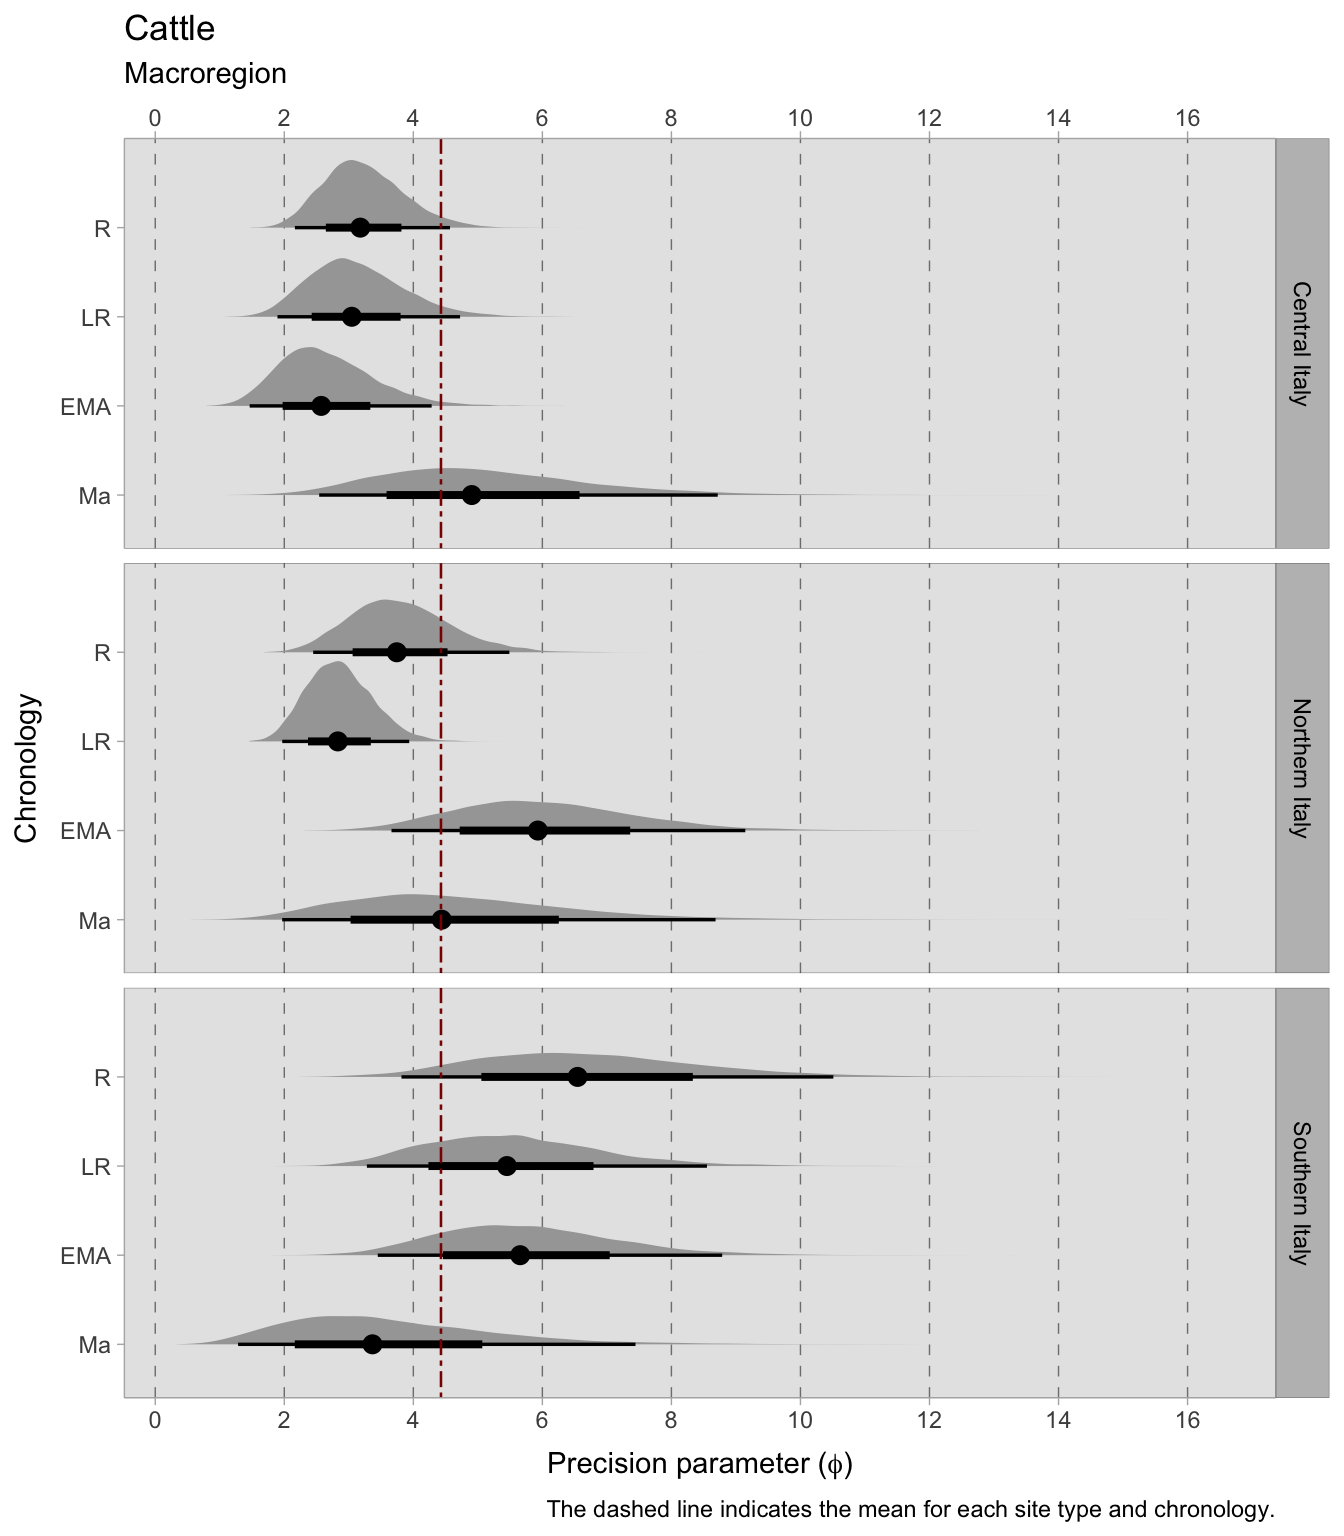 Cattle
Macroregion
0 2 4 6 8 10 12 14 16
R
LR
EMA
Ma
Central Italy
R
LR
EMA
Ma
Northern Italy
Chronology
R
LR
EMA
Ma
Southern Italy
0 2 4 6 8 10 12 14 16
Precision parameter (ϕ)
The dashed line indicates the mean for each site type and chronology.